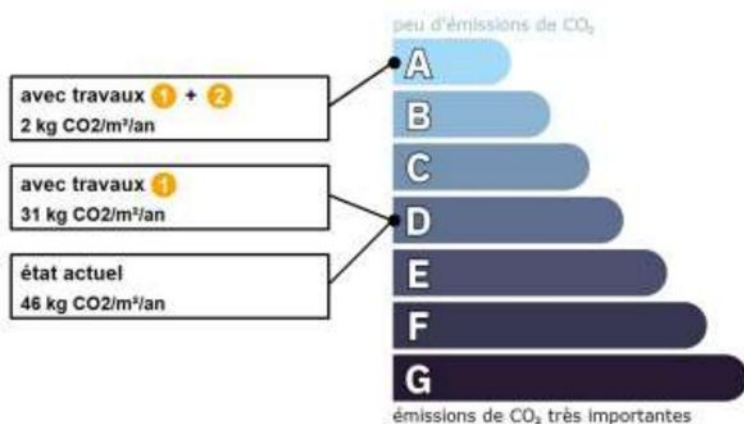 peu d'émissions de CO₂
A
avec travaux 1 + 2
2 kg CO2/m²/an
B
C
avec travaux 1
31 kg CO2/m²/an
D
état actuel
46 kg CO2/m²/an
E
F
G
émissions de CO₂ très importantes